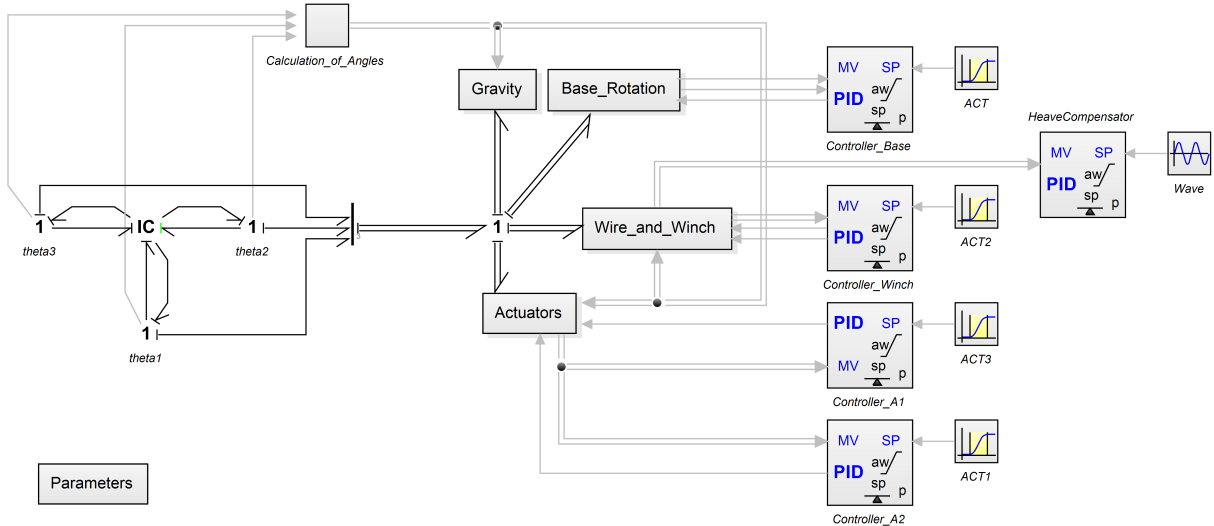 Calculation_of_Angles
Gravity
Base_Rotation
MV SP
PID aw
sp p
Controller_Base
ACT
HeaveCompensator
MV SP
PID aw
sp p
Wave
1
theta3
IC
1
theta2
3
1
Wire_and_Winch
MV SP
PID aw
sp p
Controller_Winch
ACT2
1
theta1
Actuators
PID SP
aw
MV sp
p
Controller_A1
ACT3
MV SP
PID aw
sp p
Controller_A2
ACT1
Parameters